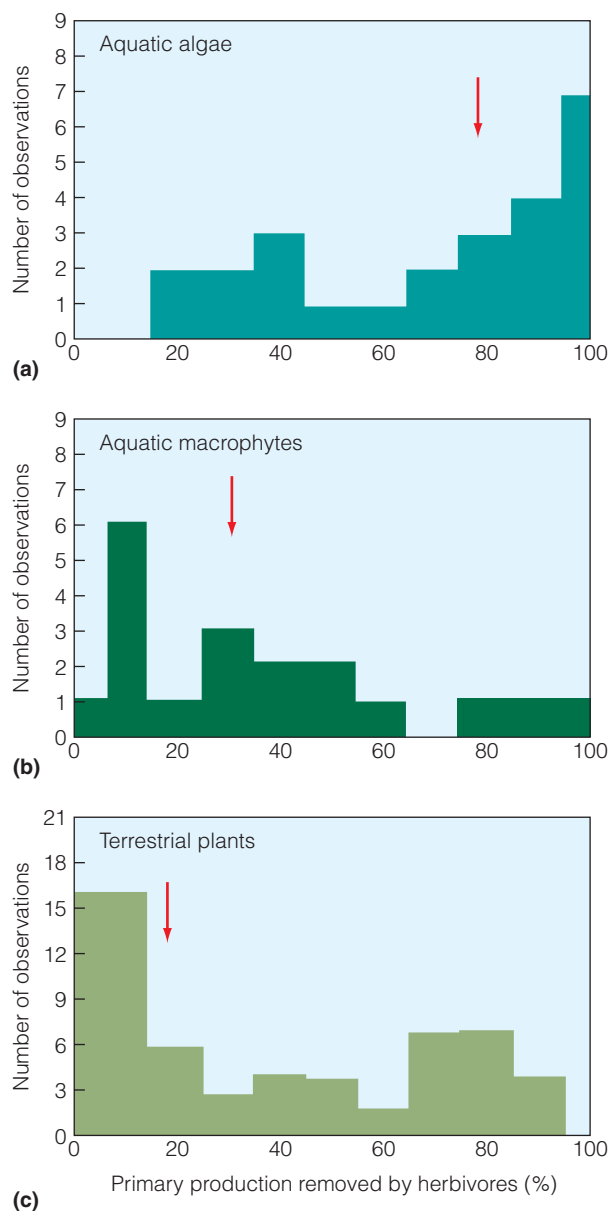 Aquatic algae
Number of observations
9
8
7
6
5
4
3
2
1
0
0 20 40 60 80 100
(a)
Aquatic macrophytes
Number of observations
9
8
7
6
5
4
3
2
1
0
0 20 40 60 80 100
(b)
Terrestrial plants
Number of observations
21
18
15
12
9
6
3
0
0 20 40 60 80 100
Primary production removed by herbivores (%)
(c)